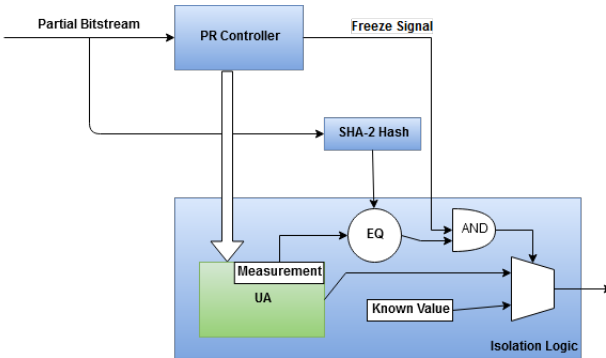 Partial Bitstream
PR Controller
Freeze Signal
SHA-2 Hash
EQ
AND
Measurement
UA
Known Value
Isolation Logic